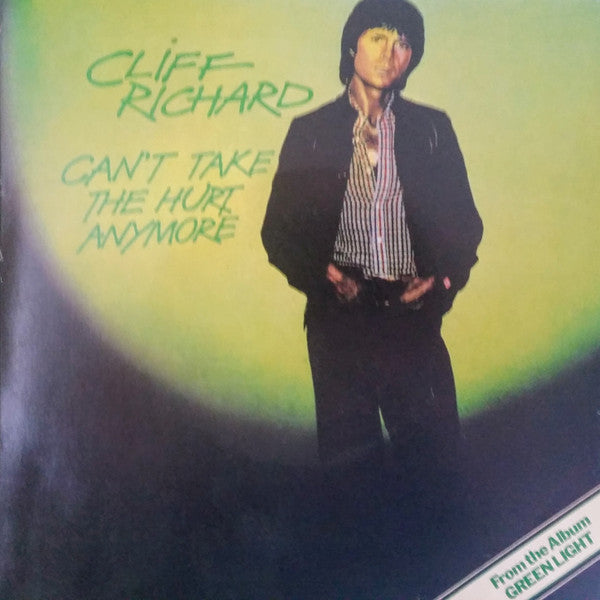 CLIFF
RICHARD
CAN'T TAKE
THE HURT
ANYMORE
From the Album
GREEN LIGHT